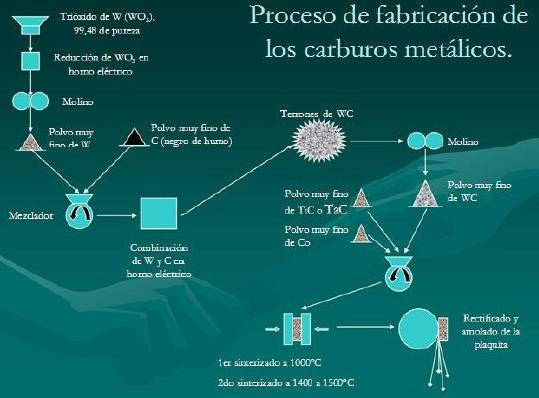 Proceso de fabricación de
los carburos metálicos.
Trióxido de W (WO₃),
99,48 de pureza
Reducción de WO₃ en
horno eléctrico
Molino
Polvo muy
fino de W
Polvo muy fino de
C (negro de humo)
Mezclador
Combinación
de W y C en
horno eléctrico
Terrones de WC
Molino
Polvo muy fino
de WC
Polvo muy fino
de TiC o TaC
Polvo muy fino
de Co
1er sinterizado a 1000°C
2do sinterizado a 1400 a 1500°C
Rectificado y
amolado de la
plaquita